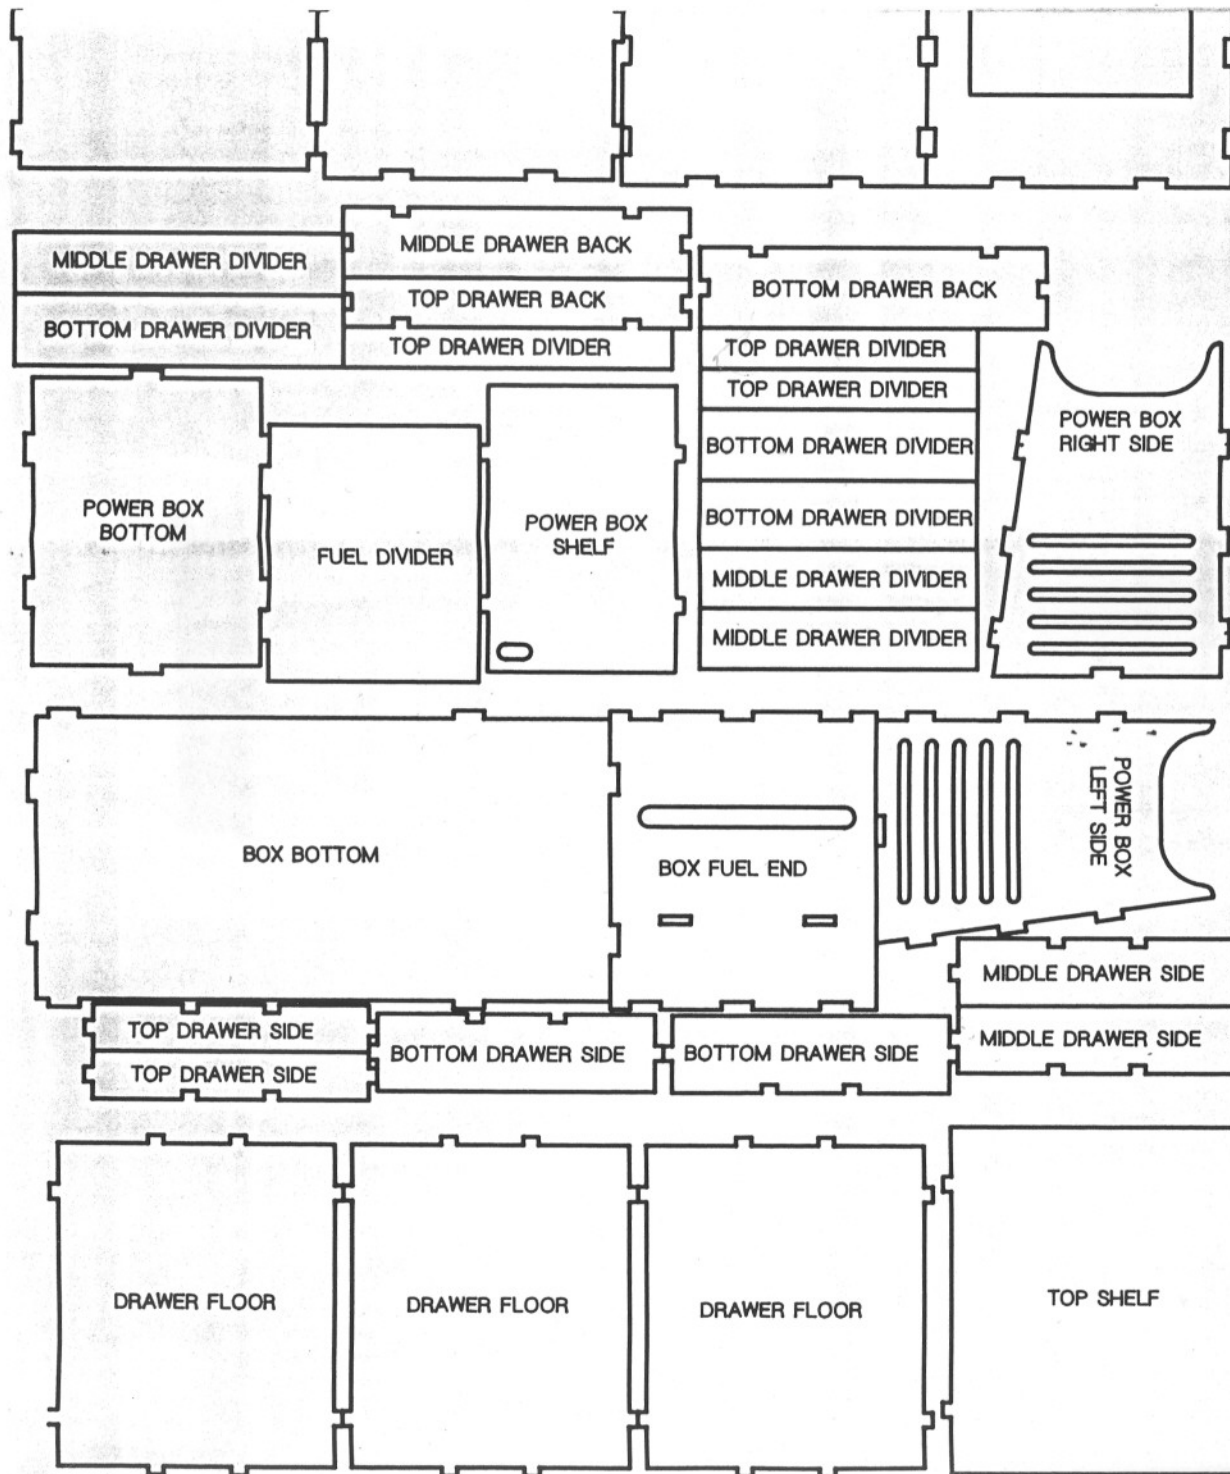 MIDDLE DRAWER BACK
MIDDLE DRAWER DIVIDER
TOP DRAWER BACK
BOTTOM DRAWER BACK
BOTTOM DRAWER DIVIDER
TOP DRAWER DIVIDER
TOP DRAWER DIVIDER
TOP DRAWER DIVIDER
POWER BOX
RIGHT SIDE
BOTTOM DRAWER DIVIDER
POWER BOX
BOTTOM
FUEL DIVIDER
POWER BOX
SHELF
BOTTOM DRAWER DIVIDER
MIDDLE DRAWER DIVIDER
MIDDLE DRAWER DIVIDER
BOX BOTTOM
BOX FUEL END
POWER BOX
LEFT SIDE
MIDDLE DRAWER SIDE
TOP DRAWER SIDE
BOTTOM DRAWER SIDE
BOTTOM DRAWER SIDE
MIDDLE DRAWER SIDE
TOP DRAWER SIDE
DRAWER FLOOR
DRAWER FLOOR
DRAWER FLOOR
TOP SHELF